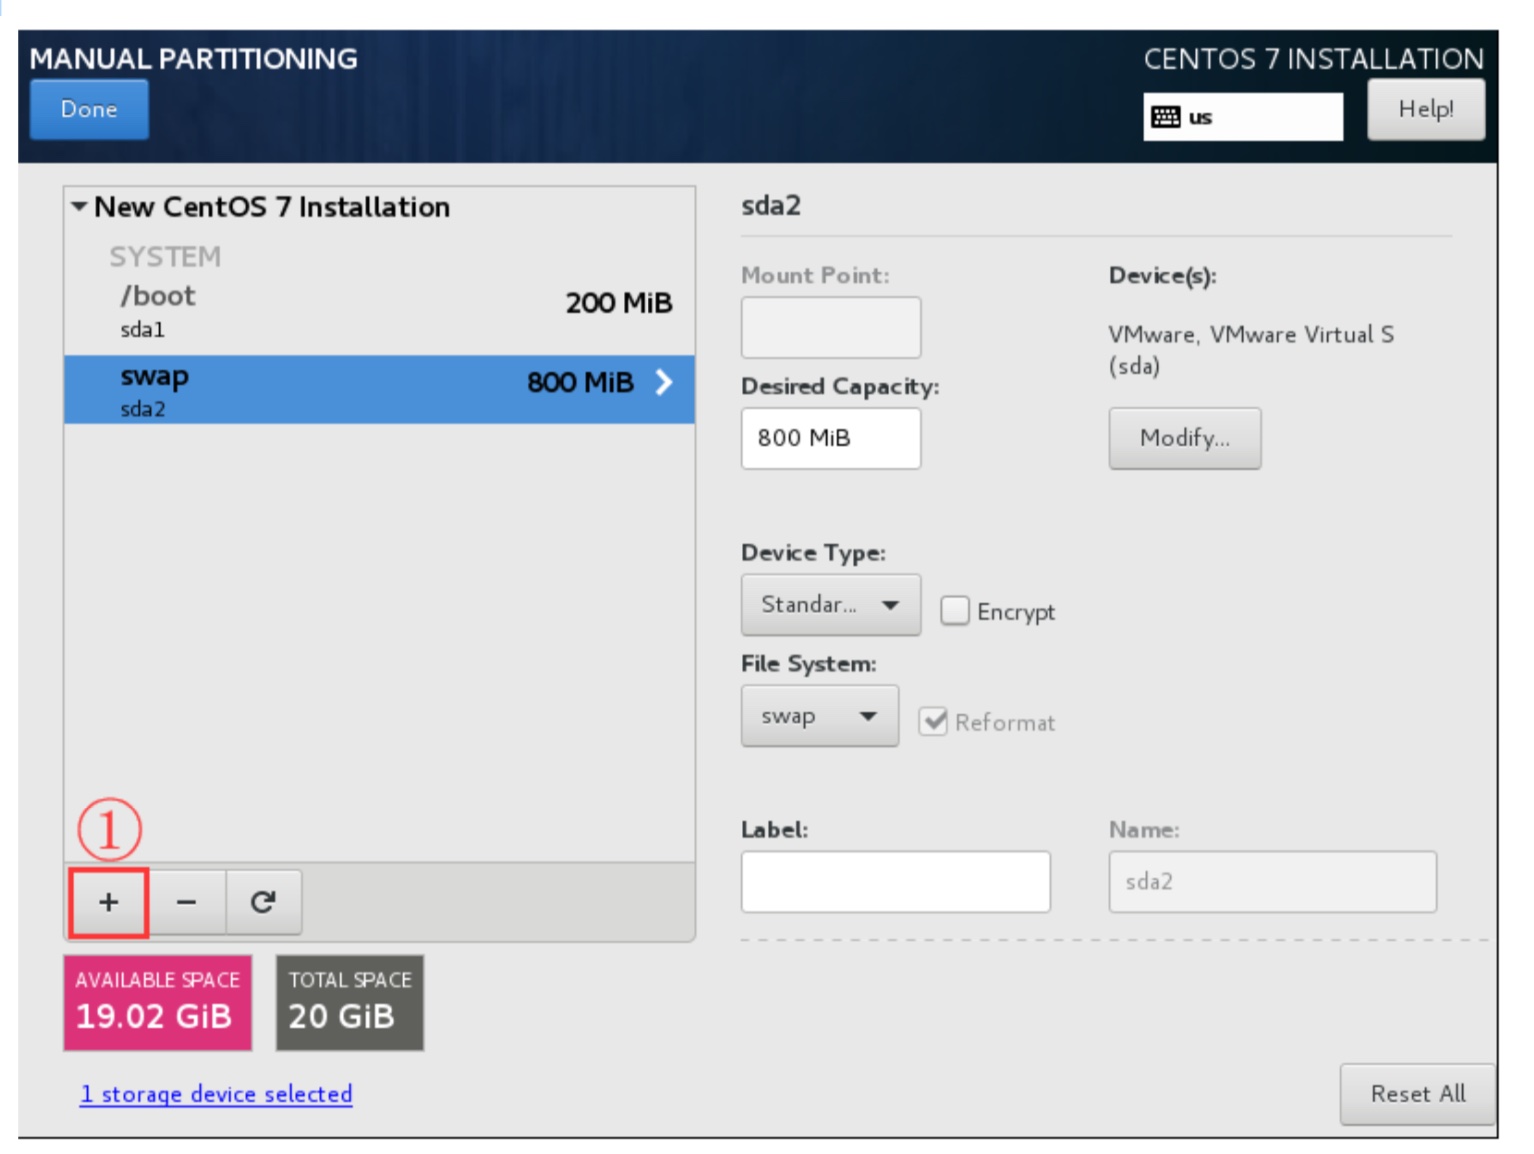 MANUAL PARTITIONING
CENTOS 7 INSTALLATION
Done
us
Help!
New CentOS 7 Installation
SYSTEM
/boot
200 MiB
sda1
swap
800 MiB
sda2
sda2
Mount Point:
Device(s):
VMware, VMware Virtual S
(sda)
Desired Capacity:
800 MiB
Modify...
Device Type:
Standar...
Encrypt
File System:
swap
Reformat
Label:
Name:
sda2
①
+ −
AVAILABLE SPACE
19.02 GiB
TOTAL SPACE
20 GiB
1 storage device selected
Reset All